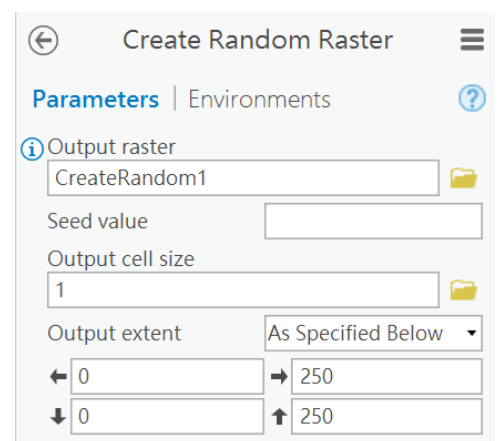 Create Random Raster
Parameters | Environments ?
i Output raster
CreateRandom1
Seed value
Output cell size
1
Output extent As Specified Below
0 250
0 250